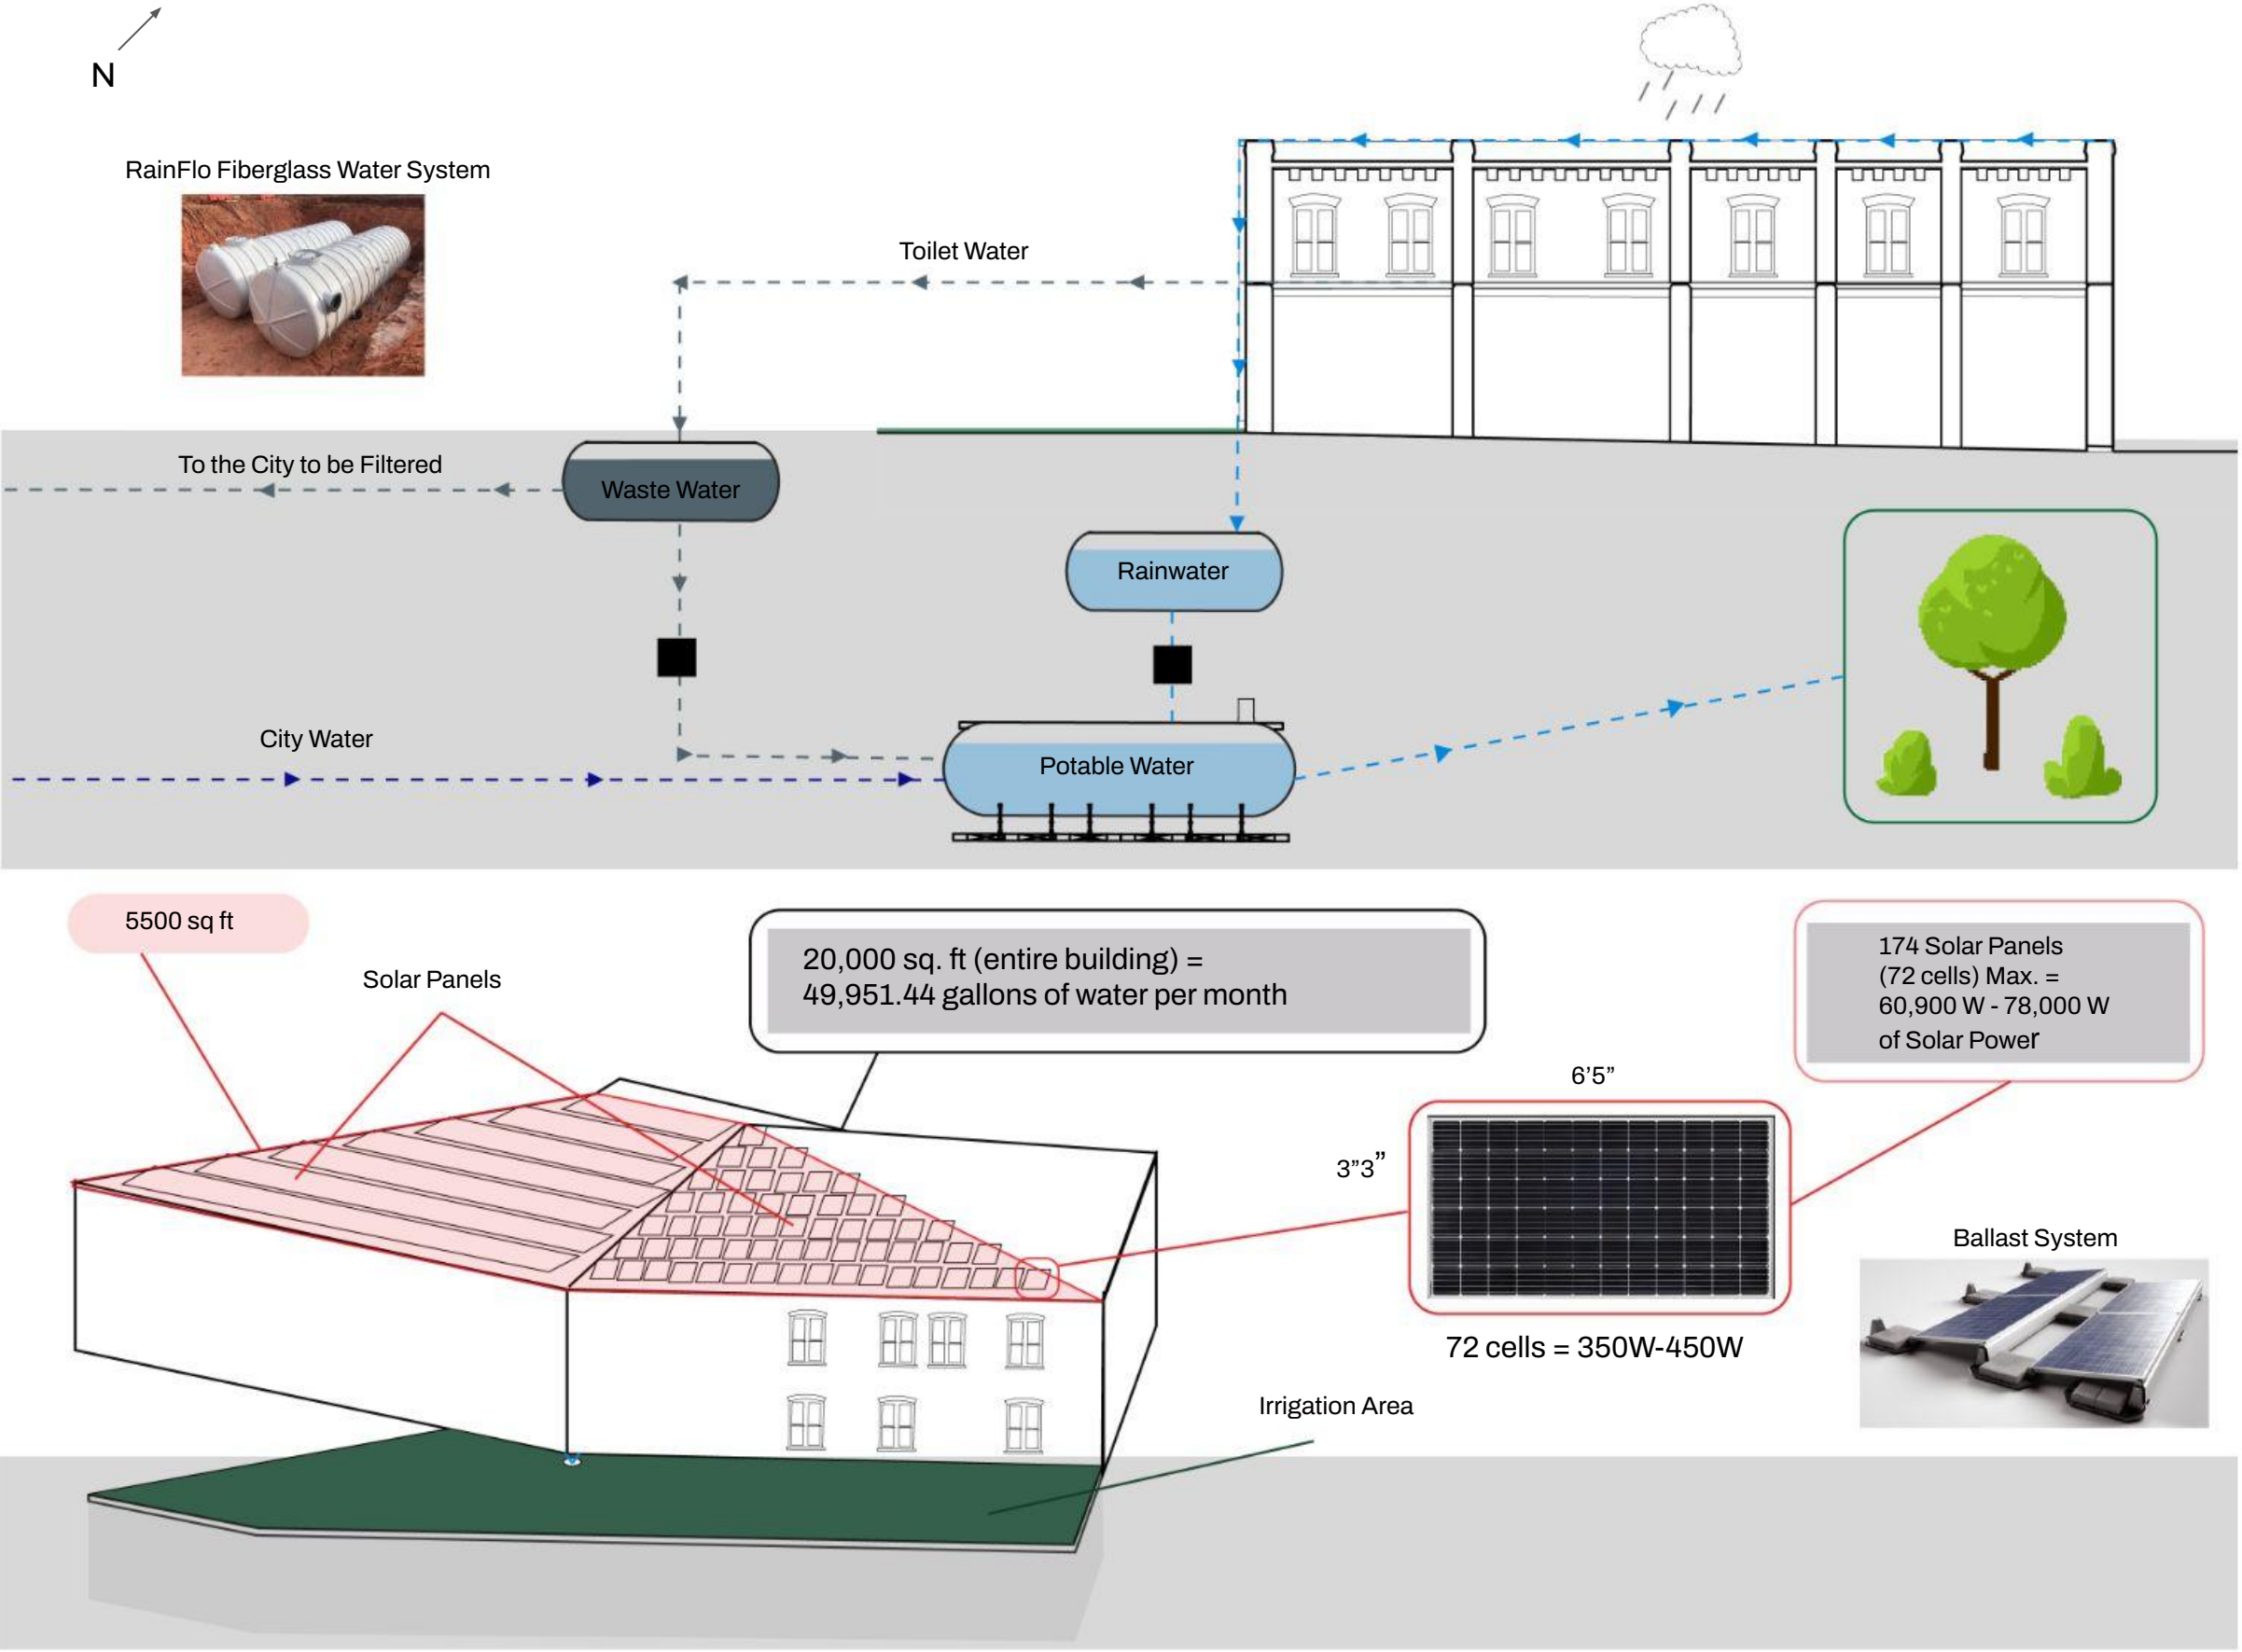 N
RainFlo Fiberglass Water System
Toilet Water
To the City to be Filtered
Waste Water
Rainwater
City Water
Potable Water
5500 sq ft
Solar Panels
20,000 sq. ft (entire building) =
49,951.44 gallons of water per month
174 Solar Panels
(72 cells) Max. =
60,900 W - 78,000 W
of Solar Power
6’5”
3”3”
72 cells = 350W-450W
Ballast System
Irrigation Area